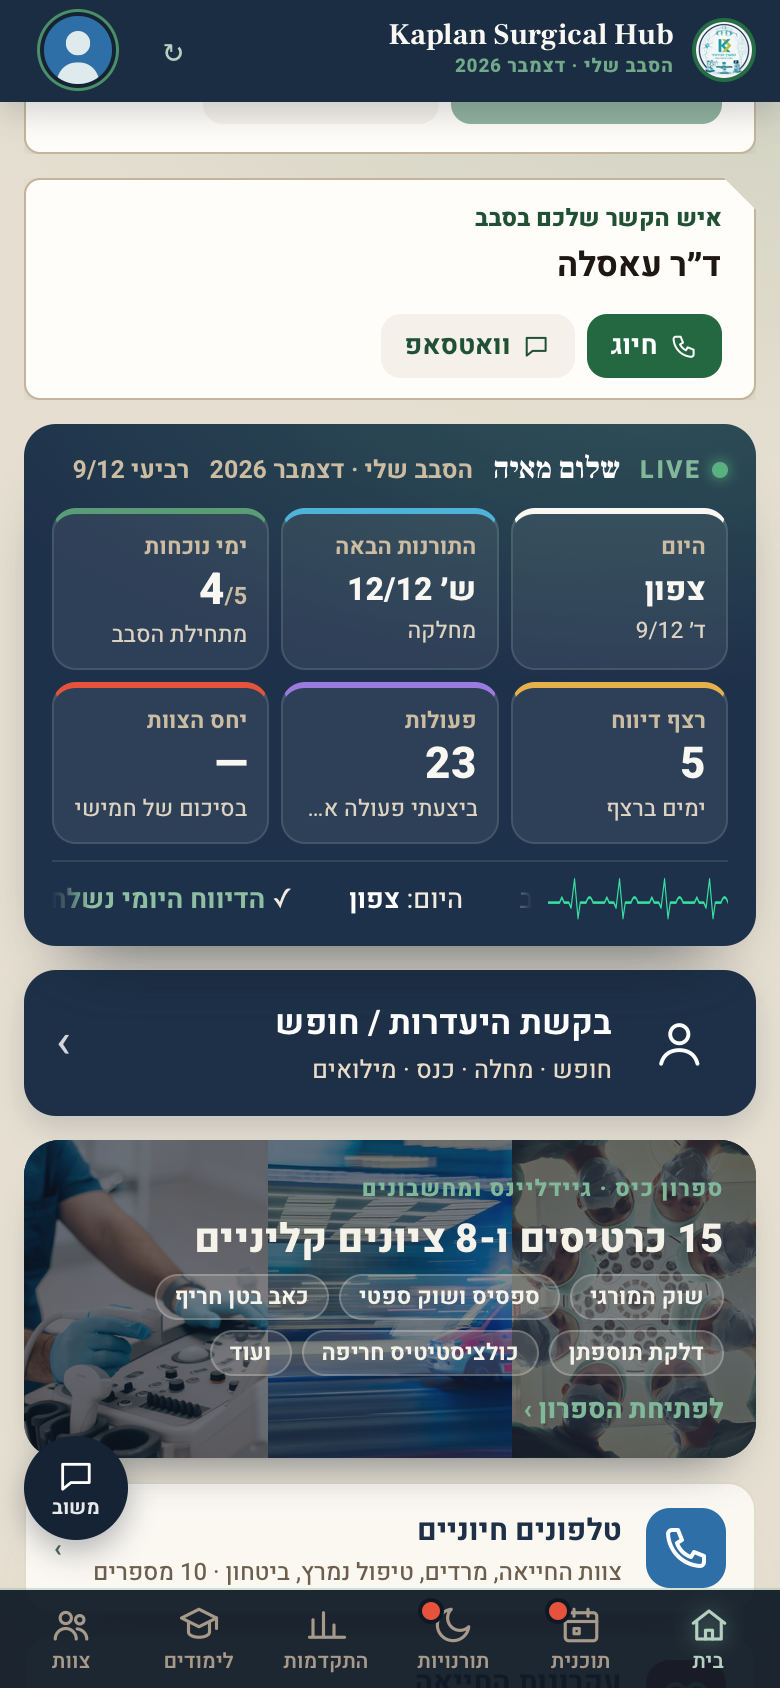 Kaplan Surgical Hub
הסבב שלי · דצמבר 2026
איש הקשר שלכם בסבב
ד״ר עאסלה
חיוג
וואטסאפ
LIVE שלום מאיה הסבב שלי · דצמבר 2026 רביעי 9/12
היום
צפון
ד׳ 9/12
התורנות הבאה
ש׳ 12/12
מחלקה
ימי נוכחות
4/5
מתחילת הסבב
רצף דיווח
5
ימים ברצף
פעולות
23
ביצעתי פעולה א...
יחס הצוות
—
בסיכום של חמישי
היום: צפון
✓ הדיווח היומי נשלח
בקשת היעדרות / חופש
חופש · מחלה · כנס · מילואים
ספרון כיס · גיידליינס ומחשבונים
15 כרטיסים ו-8 ציונים קליניים
שוק המורגי
ספסיס ושוק ספטי
כאב בטן חריף
דלקת תוספתן
כולציסטיטיס חריפה
ועוד
לפתיחת הספרון ›
משוב
טלפונים חיוניים
צוות החייאה, מרדים, טיפול נמרץ, ביטחון · 10 מספרים
עקרונות החייאה
בית
תוכנית
תורנויות
התקדמות
לימודים
צוות